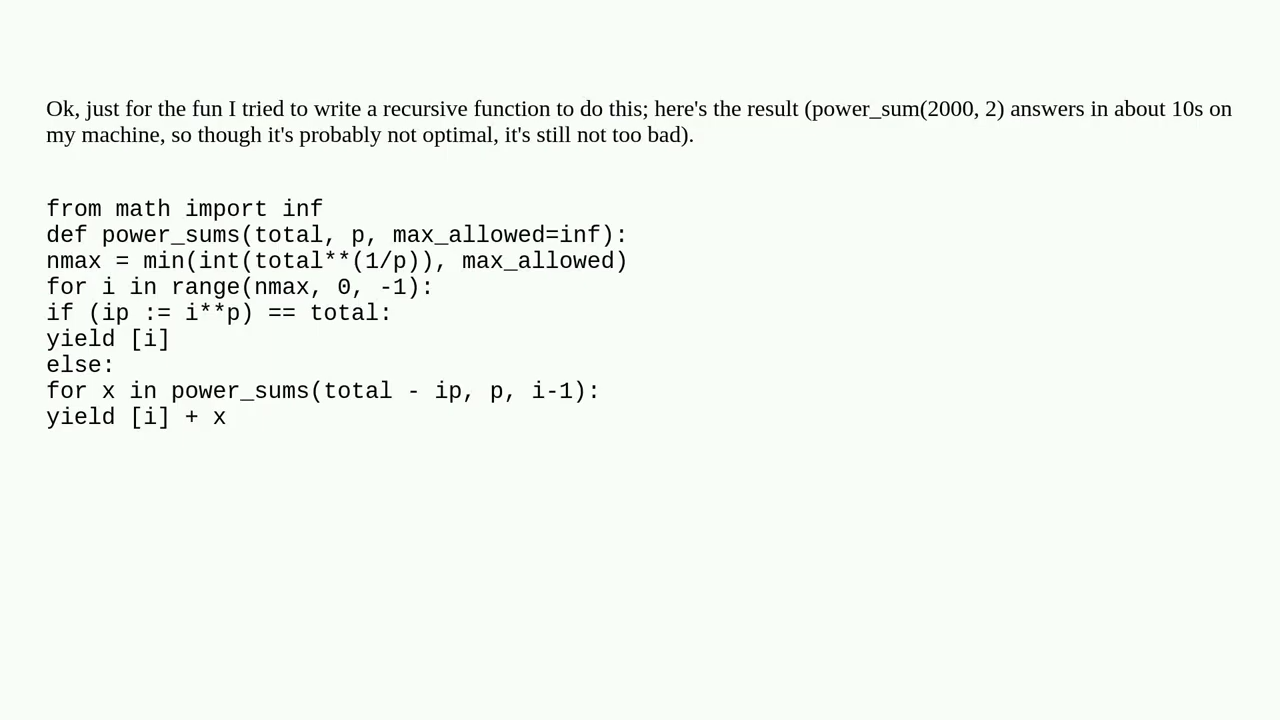 Ok, just for the fun I tried to write a recursive function to do this; here's the result (power_sum(2000, 2) answers in about 10s on
my machine, so though it's probably not optimal, it's still not too bad).
from math import inf
def power_sums(total, p, max_allowed=inf):
nmax = min(int(total**(1/p)), max_allowed)
for i in range(nmax, 0, -1):
if (ip := i**p) == total:
yield [i]
else:
for x in power_sums(total - ip, p, i-1):
yield [i] + x